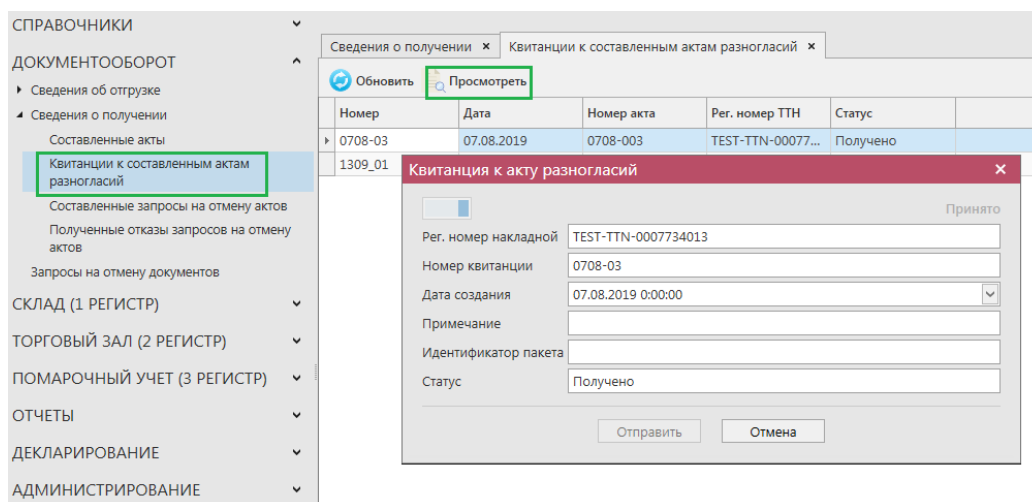 СПРАВОЧНИКИ
ДОКУМЕНТООБОРОТ
Сведения об отгрузке
Сведения о получении
Составленные акты
Квитанции к составленным актам
разногласий
Составленные запросы на отмену актов
Полученные отказы запросов на отмену
актов
Запросы на отмену документов
СКЛАД (1 РЕГИСТР)
ТОРГОВЫЙ ЗАЛ (2 РЕГИСТР)
ПОМАРОЧНЫЙ УЧЕТ (3 РЕГИСТР)
ОТЧЕТЫ
ДЕКЛАРИРОВАНИЕ
АДМИНИСТРИРОВАНИЕ
Сведения о получении × Квитанции к составленным актам разногласий ×
Обновить Просмотреть
Номер Дата Номер акта Рег. номер ТТН Статус
0708-03 07.08.2019 0708-003 TEST-TTN-00077... Получено
1309_01
Квитанция к акту разногласий ×
Принято
Рег. номер накладной TEST-TTN-0007734013
Номер квитанции 0708-03
Дата создания 07.08.2019 0:00:00
Примечание
Идентификатор пакета
Статус Получено
Отправить Отмена